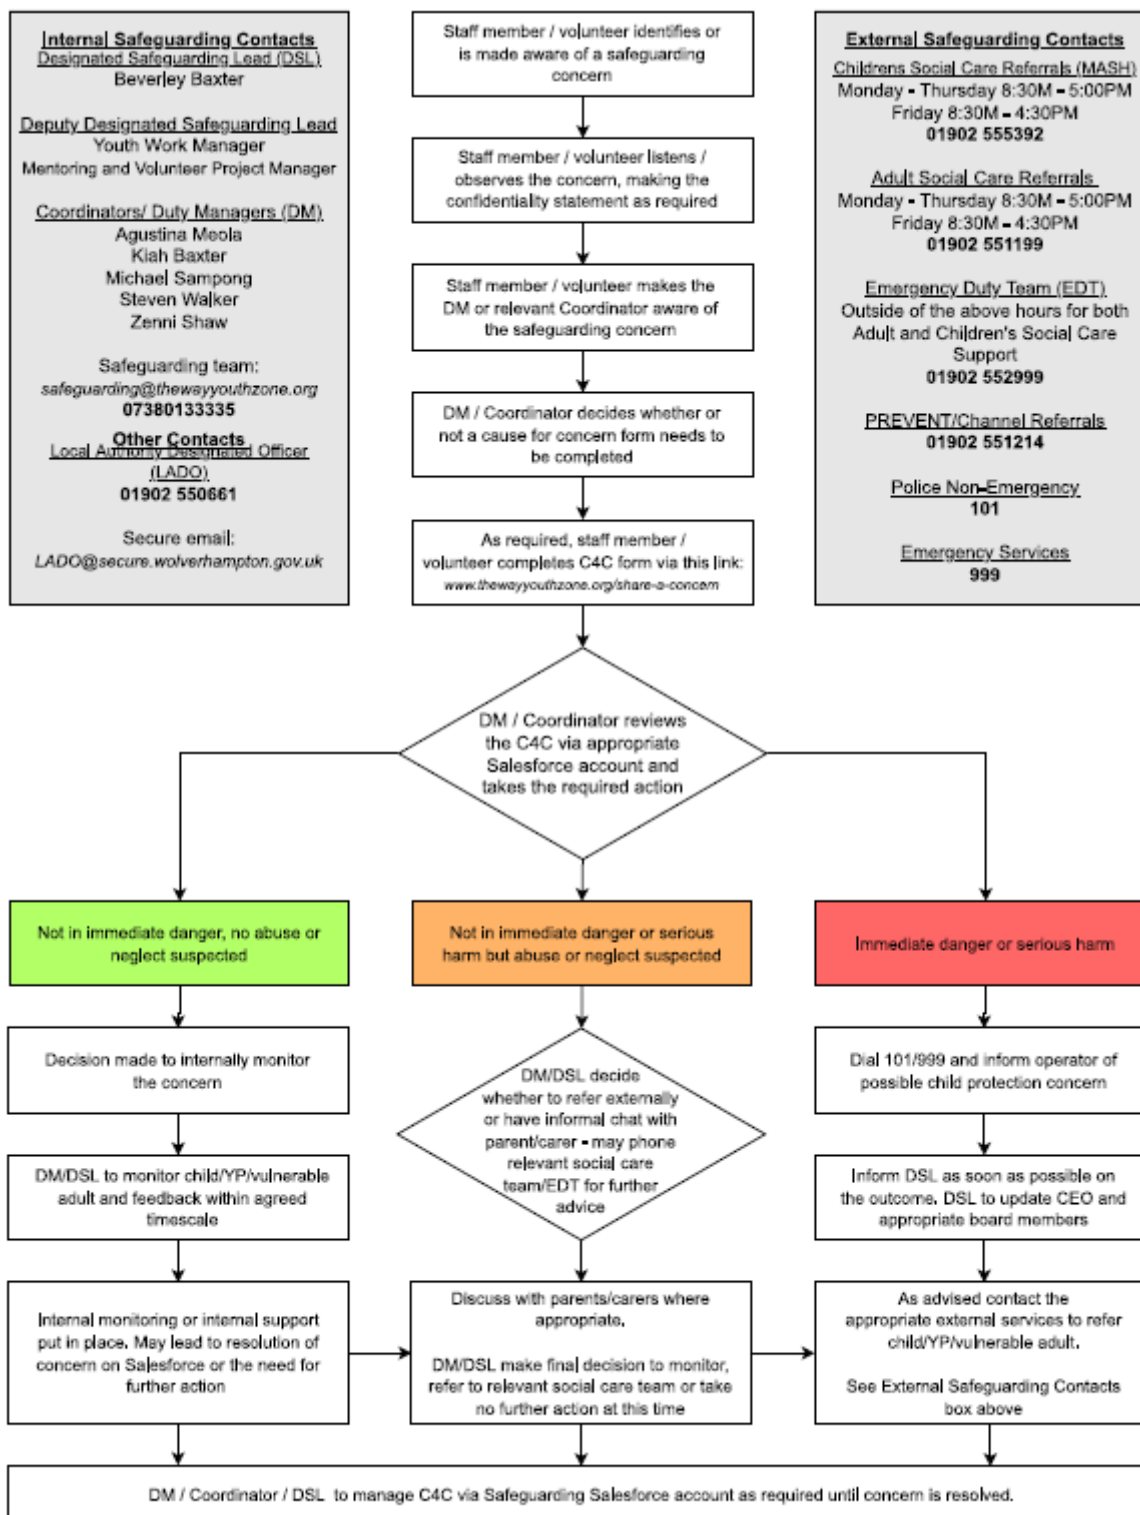 Internal Safeguarding Contacts
Designated Safeguarding Lead (DSL)
Beverley Baxter
Deputy Designated Safeguarding Lead
Youth Work Manager
Mentoring and Volunteer Project Manager
Coordinators/ Duty Managers (DM)
Agustina Meola
Kiah Baxter
Michael Sampong
Steven Walker
Zenni Shaw
Safeguarding team:
safeguarding@thewayyouthzone.org
07380133335
Other Contacts
Local Authority Designated Officer
(LADO)
01902 550661
Secure email:
LADO@secure.wolverhampton.gov.uk
Staff member / volunteer identifies or
is made aware of a safeguarding
concern
Staff member / volunteer listens /
observes the concern, making the
confidentiality statement as required
Staff member / volunteer makes the
DM or relevant Coordinator aware of
the safeguarding concern
DM / Coordinator decides whether or
not a cause for concern form needs to
be completed
As required, staff member /
volunteer completes C4C form via this link:
www.thewayyouthzone.org/share-a-concern
External Safeguarding Contacts
Childrens Social Care Referrals (MASH)
Monday - Thursday 8:30M - 5:00PM
Friday 8:30M - 4:30PM
01902 555392
Adult Social Care Referrals
Monday - Thursday 8:30M - 5:00PM
Friday 8:30M - 4:30PM
01902 551199
Emergency Duty Team (EDT)
Outside of the above hours for both
Adult and Children's Social Care
Support
01902 552999
PREVENT/Channel Referrals
01902 551214
Police Non-Emergency
101
Emergency Services
999
DM / Coordinator reviews
the C4C via appropriate
Salesforce account and
takes the required action
Not in immediate danger, no abuse or
neglect suspected
Decision made to internally monitor
the concern
DM/DSL to monitor child/YP/vulnerable
adult and feedback within agreed
timescale
Internal monitoring or internal support
put in place. May lead to resolution of
concern on Salesforce or the need for
further action
Not in immediate danger or serious
harm but abuse or neglect suspected
DM/DSL decide
whether to refer externally
or have informal chat with
parent/carer - may phone
relevant social care
team/EDT for further
advice
Discuss with parents/carers where
appropriate.
DM/DSL make final decision to monitor,
refer to relevant social care team or take
no further action at this time
Immediate danger or serious harm
Dial 101/999 and inform operator of
possible child protection concern
Inform DSL as soon as possible on
the outcome. DSL to update CEO and
appropriate board members
As advised contact the
appropriate external services to refer
child/YP/vulnerable adult.
See External Safeguarding Contacts
box above
DM / Coordinator / DSL to manage C4C via Safeguarding Salesforce account as required until concern is resolved.